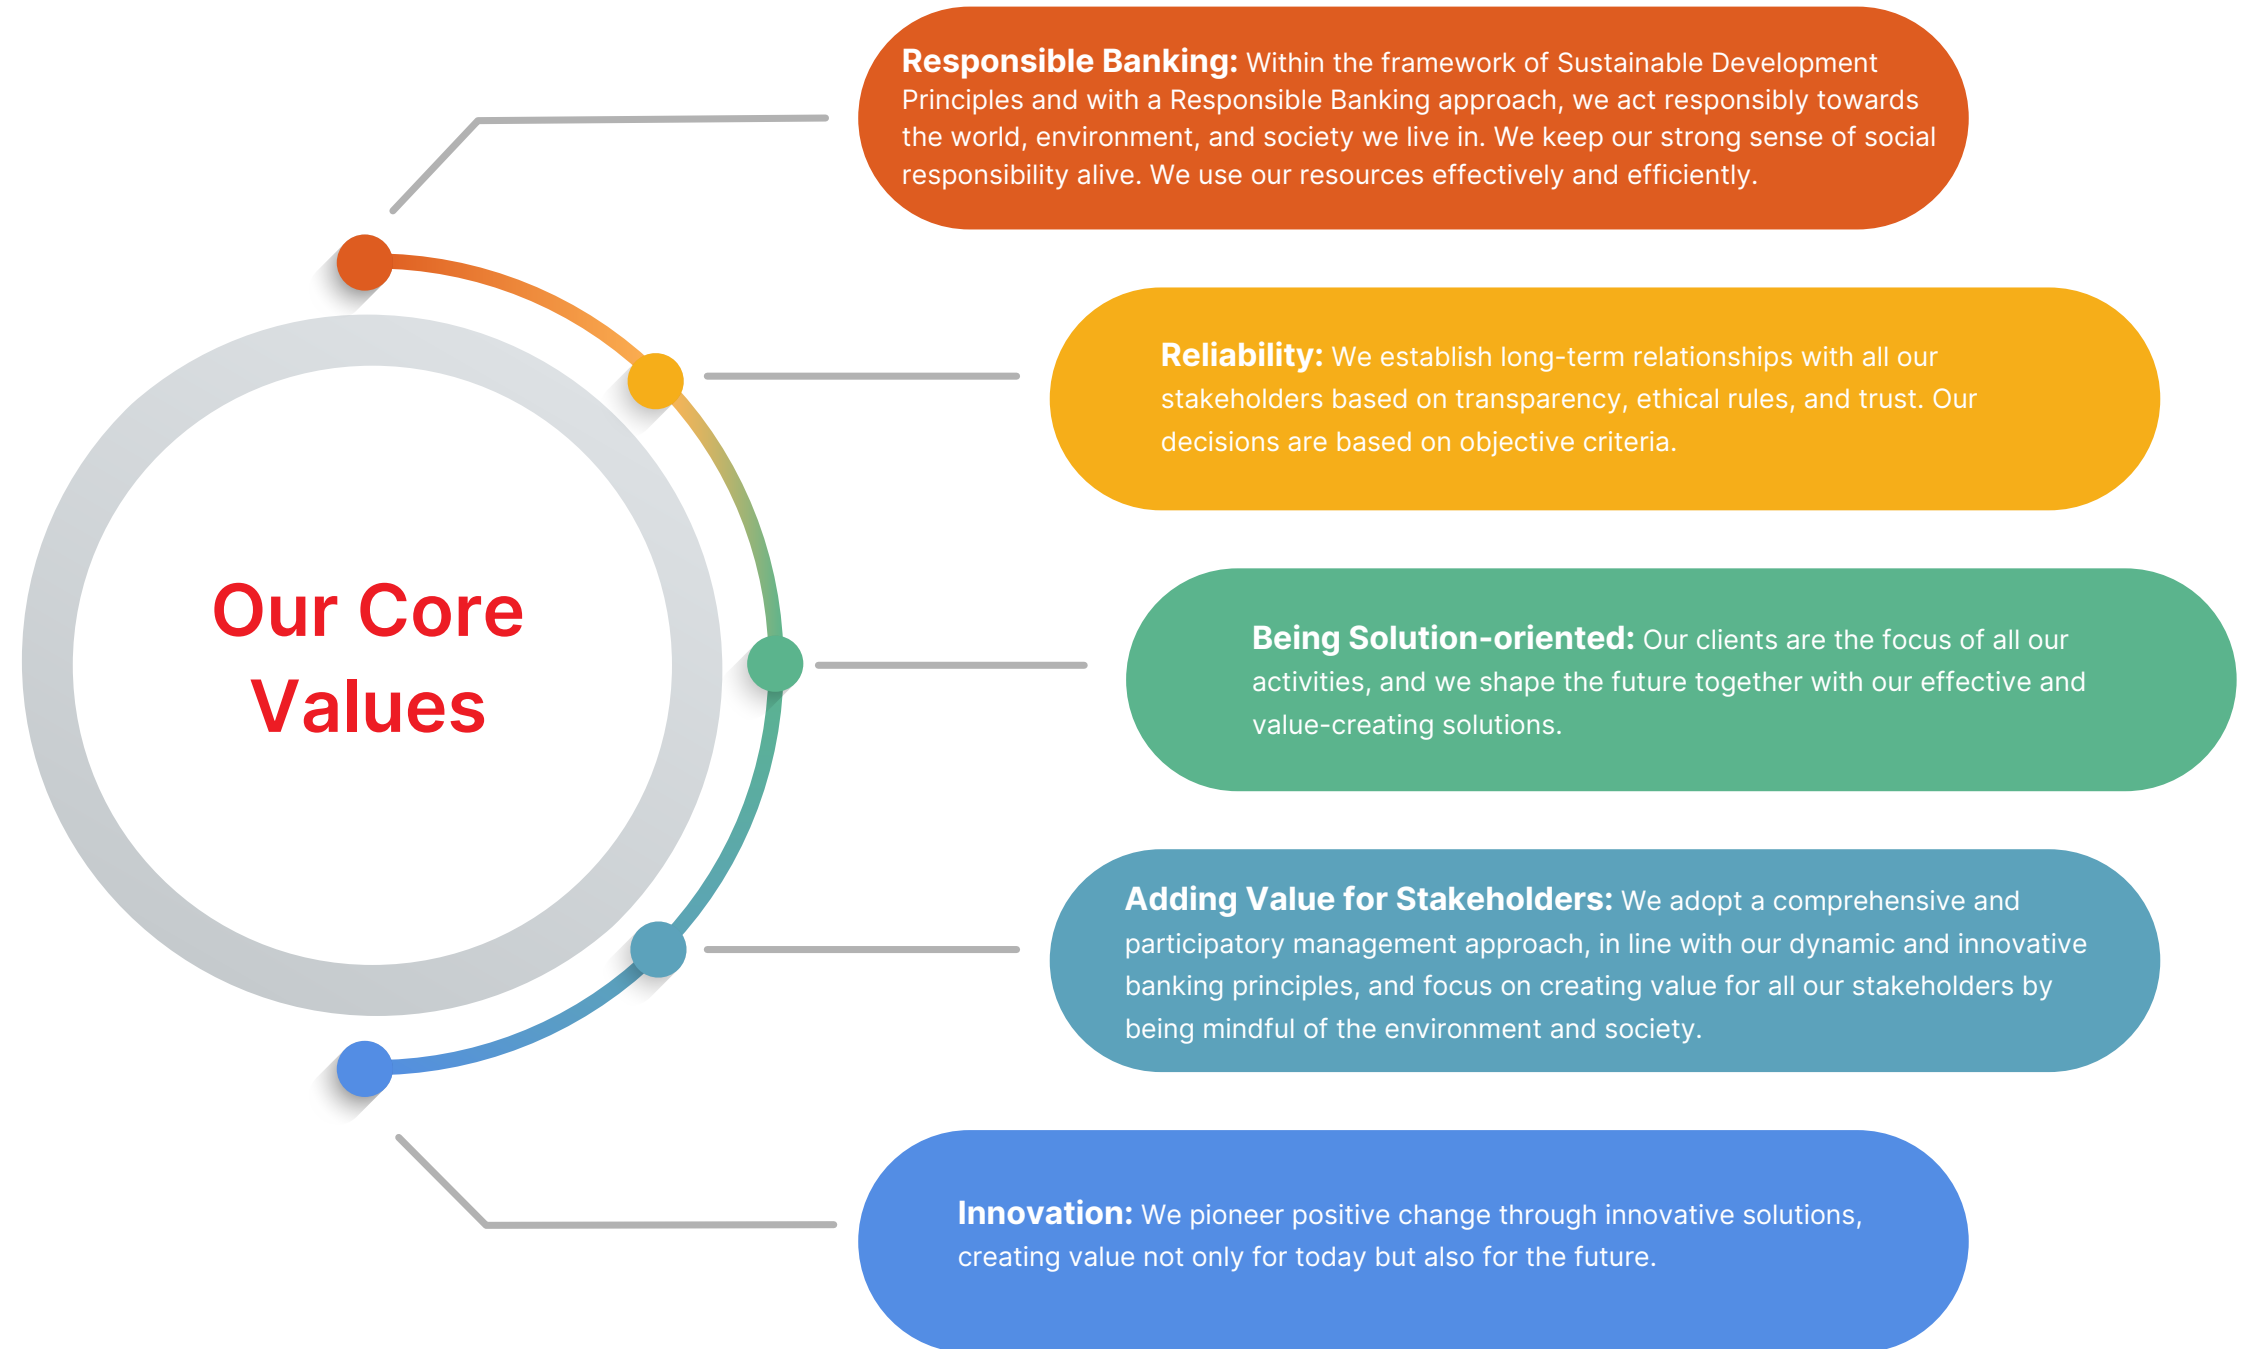 Our Core
Values
Responsible Banking: Within the framework of Sustainable Development
Principles and with a Responsible Banking approach, we act responsibly towards
the world, environment, and society we live in. We keep our strong sense of social
responsibility alive. We use our resources effectively and efficiently.
Reliability: We establish long-term relationships with all our
stakeholders based on transparency, ethical rules, and trust. Our
decisions are based on objective criteria.
Being Solution-oriented: Our clients are the focus of all our
activities, and we shape the future together with our effective and
value-creating solutions.
Adding Value for Stakeholders: We adopt a comprehensive and
participatory management approach, in line with our dynamic and innovative
banking principles, and focus on creating value for all our stakeholders by
being mindful of the environment and society.
Innovation: We pioneer positive change through innovative solutions,
creating value not only for today but also for the future.